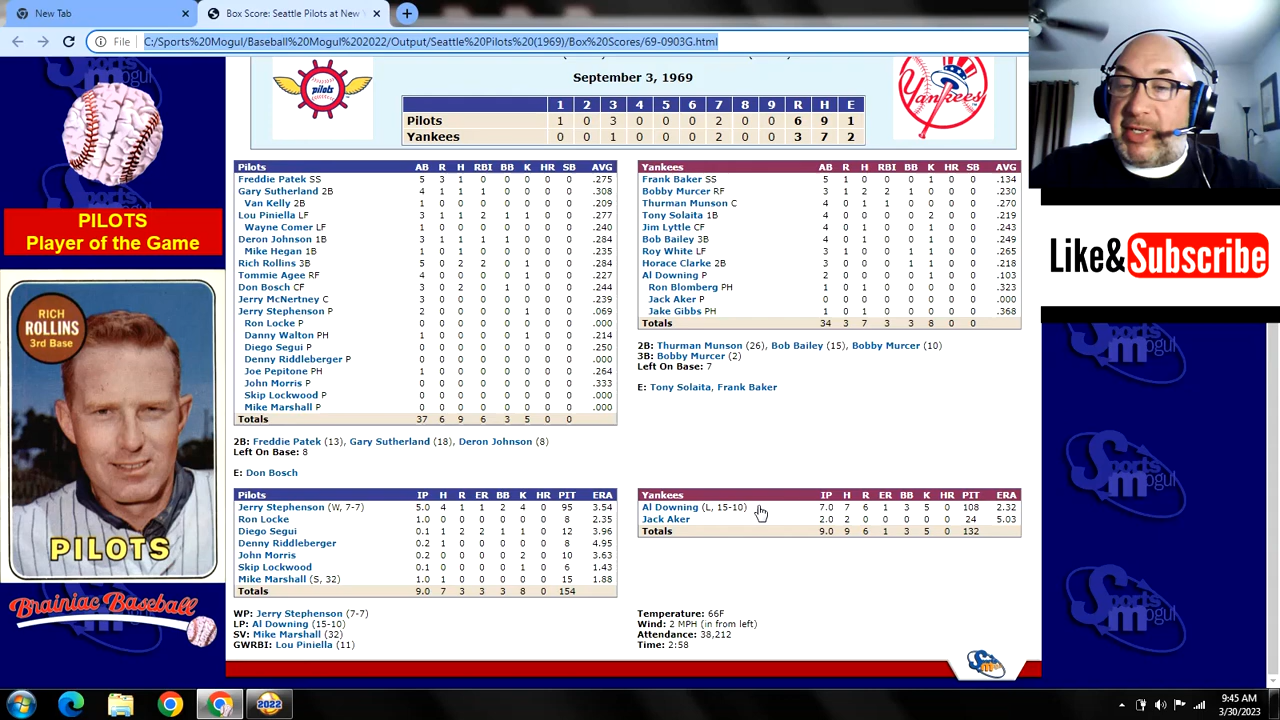 New Tab
Box Score: Seattle Pilots at New Y
File
C:/Sports%20Mogul/Baseball%20Mogul%202022/Output/Seattle%20Pilots%20(1969)/Box%20Scores/69-0903G.html
September 3, 1969
pilots
Yankees
1 2 3 4 5 6 7 8 9 R H E
Pilots 1 0 3 0 0 0 2 0 0 6 9 1
Yankees 0 0 1 0 0 0 2 0 0 3 7 2
Pilots AB R H RBI BB K HR SB AVG
Freddie Patek SS 5 3 1 0 0 0 0 0 .275
Gary Sutherland 2B 4 1 1 1 0 0 0 0 .308
Van Kelly 2B 1 0 0 0 0 0 0 0 .209
Lou Piniella LF 3 1 1 2 1 1 0 0 .277
Wayne Comer LF 1 0 0 0 0 0 0 0 .240
Deron Johnson 1B 3 1 1 1 1 0 0 0 .284
Mike Hegan 1B 1 0 1 0 0 0 0 0 .235
Rich Rollins 3B 4 0 2 2 0 1 0 0 .284
Tommie Agee RF 4 0 0 0 0 1 0 0 .227
Don Bosch CF 3 0 2 0 1 0 0 0 .244
Jerry McNertney C 3 0 0 0 0 0 0 0 .239
Jerry Stephenson P 2 0 0 0 0 1 0 0 .069
Ron Locke P 0 0 0 0 0 0 0 0 .000
Danny Walton PH 1 0 0 0 0 1 0 0 .214
Diego Segui P 0 0 0 0 0 0 0 0 .250
Denny Riddleberger P 0 0 0 0 0 0 0 0 .000
Joe Pepitone PH 1 0 0 0 0 0 0 0 .264
John Morris P 0 0 0 0 0 0 0 0 .333
Skip Lockwood P 0 0 0 0 0 0 0 0 .000
Mike Marshall P 0 0 0 0 0 0 0 0 .000
Totals 37 6 9 6 3 5 0 0
2B: Freddie Patek (13), Gary Sutherland (18), Deron Johnson (8)
Left On Base: 8
E: Don Bosch
Yankees AB R H RBI BB K HR SB AVG
Frank Baker SS 5 1 0 0 0 0 0 0 .134
Bobby Murcer RF 3 1 2 2 2 1 0 0 .230
Thurman Munson C 4 0 1 1 0 0 0 0 .270
Tony Solaita 1B 4 0 0 0 0 2 0 0 .219
Jim Lyttle CF 4 0 0 0 0 1 0 0 .243
Bob Bailey 3B 4 0 1 0 0 1 0 0 .249
Roy White LF 3 1 0 0 1 1 0 0 .265
Horace Clarke 2B 3 0 1 0 0 1 0 0 .218
Al Downing P 2 0 0 0 0 1 0 0 .103
Ron Blomberg PH 1 0 1 0 0 0 0 0 .323
Jack Aker P 0 0 0 0 0 0 0 0 .000
Jake Gibbs PH 1 0 1 0 0 0 0 0 .368
Totals 34 3 7 3 3 8 0 0
2B: Thurman Munson (26), Bob Bailey (15), Bobby Murcer (10)
3B: Bobby Murcer (2)
Left On Base: 7
E: Tony Solaita, Frank Baker
Pilots IP H R ER BB K HR PIT ERA
Jerry Stephenson (W, 7-7) 5.0 4 1 1 2 4 0 95 3.54
Ron Locke 1.0 0 0 0 0 0 0 8 2.35
Diego Segui 0.1 1 2 2 1 1 0 12 3.96
Denny Riddleberger 0.2 1 0 0 0 0 0 8 4.95
John Morris 0.2 0 0 0 0 2 0 10 3.63
Skip Lockwood 0.1 0 0 0 0 1 0 6 1.43
Mike Marshall (S, 32) 1.0 1 0 0 0 0 0 15 1.88
Totals 9.0 7 3 3 3 8 0 154
WP: Jerry Stephenson (7-7)
LP: Al Downing (15-10)
SV: Mike Marshall (32)
GWRBI: Lou Piniella (11)
Yankees IP H R ER BB K HR PIT ERA
Al Downing (L, 15-10) 7.0 7 6 1 3 5 0 108 2.32
Jack Aker 2.0 2 0 0 0 0 0 24 5.03
Totals 9.0 9 6 1 3 5 0 132
Temperature: 66F
Wind: 2 MPH (in from left)
Attendance: 38,212
Time: 2:58
PILOTS
Player of the Game
RICH
ROLLINS
3rd Base
PILOTS
Brainiac Baseball
Like&Subscribe
2022
9:45 AM
3/30/2023